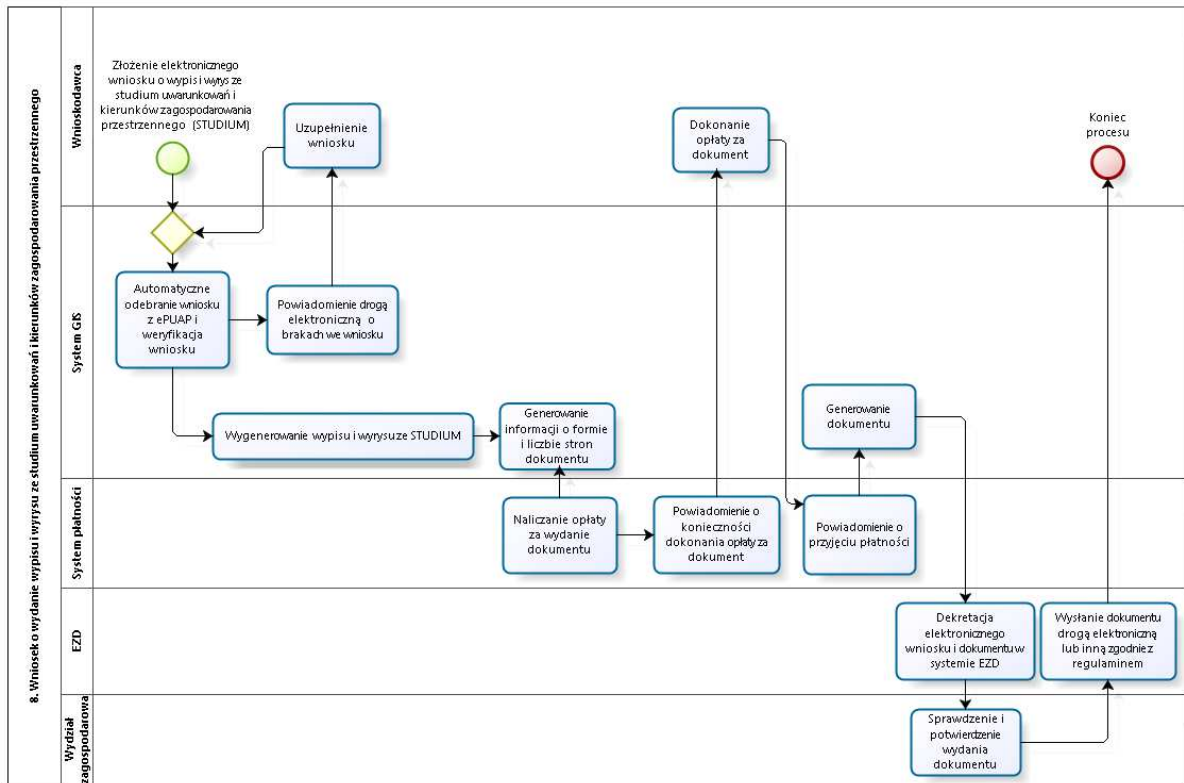 8. Wniosek o wydanie wypisu i wyrysu ze studium uwarunkowań i kierunków zagospodarowania przestrzennego
Wnioskodawca
Złożenie elektronicznego
wniosku o wypis i wyrys ze
studium uwarunkowań i
kierunków zagospodarowania
przestrzennego (STUDIUM)
Uzupełnienie
wniosku
Dokonanie
opłaty za
dokument
Koniec
procesu
System GIS
Automatyczne
odebranie wniosku
z ePUAP i
weryfikacja
wniosku
Powiadomienie drogą
elektroniczną o
brakach we wniosku
Wygenerowanie wypisu i wyrysu ze STUDIUM
Generowanie
informacji o formie
i liczbie stron
dokumentu
Generowanie
dokumentu
System płatności
Naliczanie opłaty
za wydanie
dokumentu
Powiadomienie o
konieczności
dokonania opłaty za
dokument
Powiadomienie o
przyjęciu płatności
EZD
Dekretacja
elektronicznego
wniosku i dokumentu w
systemie EZD
Wysłanie dokumentu
drogą elektroniczną
lub inną zgodnie z
regulaminem
Wydział
zagospodarowa
Sprawdzenie i
potwierdzenie
wydania
dokumentu